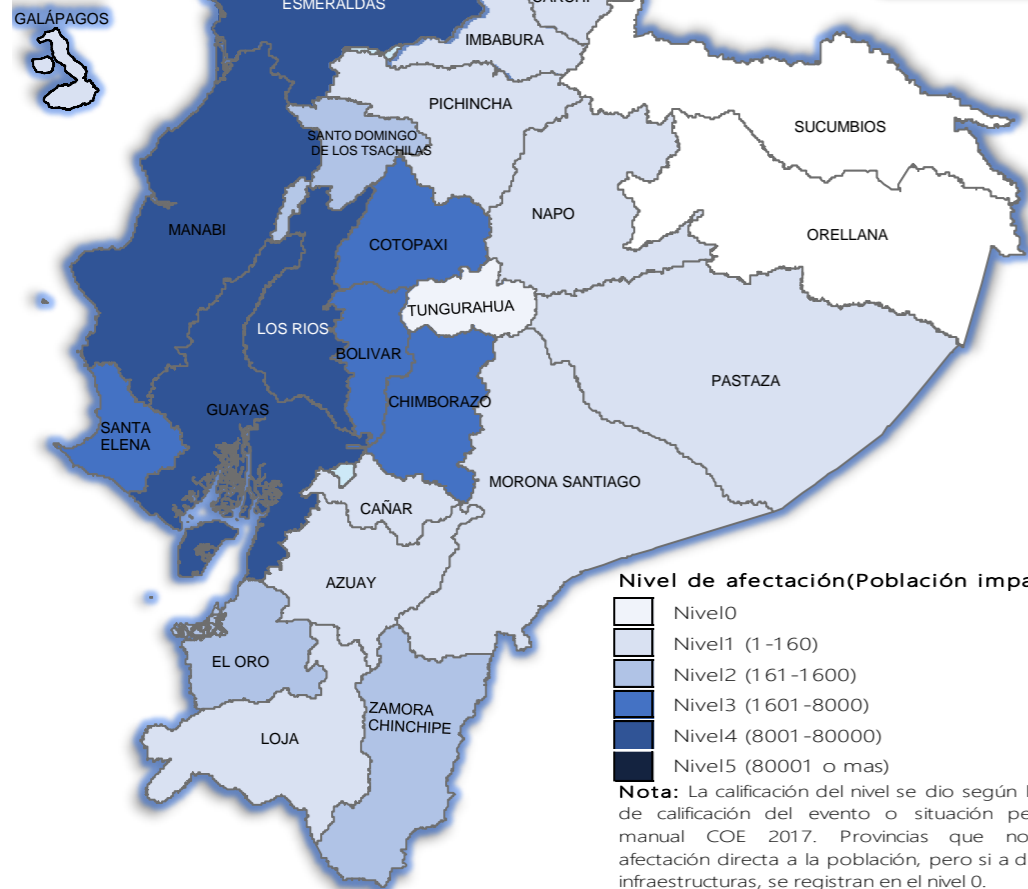 ESMERALDAS
GALÁPAGOS
CARCHI
IMBABURA
PICHINCHA
SUCUMBIOS
SANTO DOMINGO
DE LOS TSACHILAS
NAPO
MANABI
ORELLANA
COTOPAXI
TUNGURAHUA
LOS RIOS
BOLIVAR
PASTAZA
CHIMBORAZO
GUAYAS
SANTA
ELENA
MORONA SANTIAGO
CAÑAR
AZUAY
EL ORO
ZAMORA
CHINCHIPE
LOJA
Nivel de afectación(Población impa
Nivel0
Nivel1 (1-160)
Nivel2 (161-1600)
Nivel3 (1601-8000)
Nivel4 (8001-80000)
Nivel5 (80001 o mas)
Nota: La calificación del nivel se dio según
de calificación del evento o situación pe
manual COE 2017. Provincias que no
afectación directa a la población, pero si a d
infraestructuras, se registran en el nivel 0.